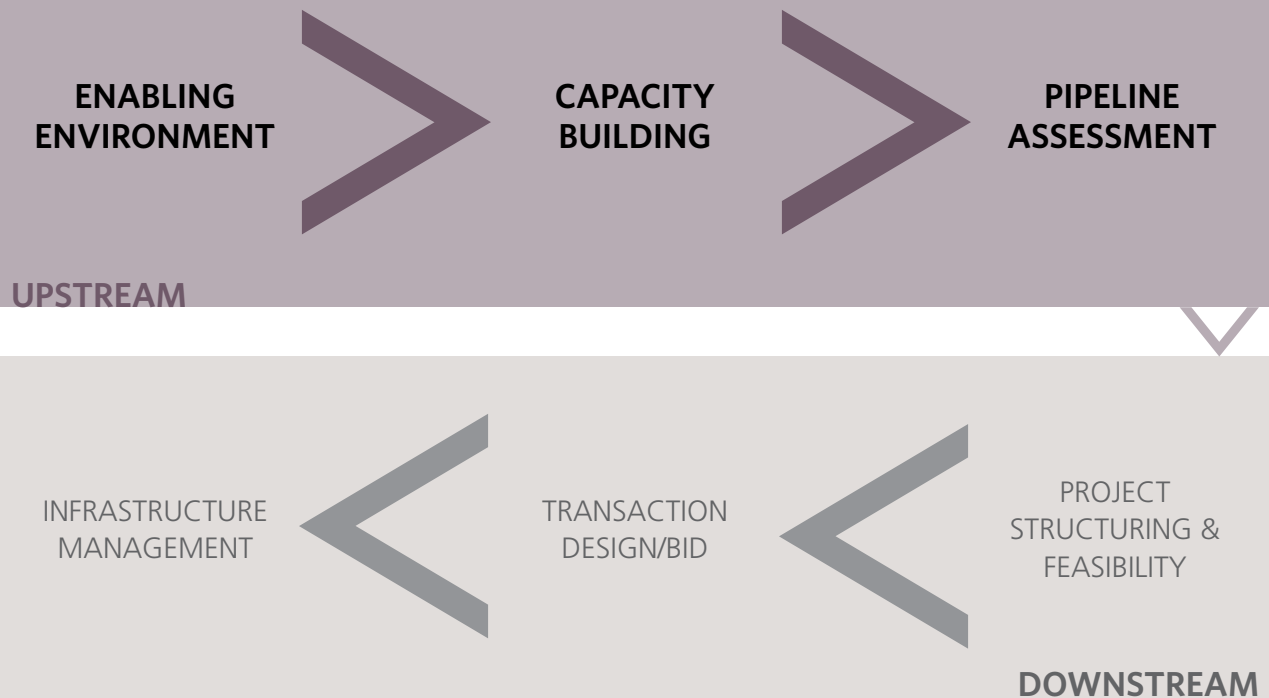 ENABLING
ENVIRONMENT
CAPACITY
BUILDING
PIPELINE
ASSESSMENT
UPSTREAM
PROJECT
STRUCTURING &
FEASIBILITY
TRANSACTION
DESIGN/BID
INFRASTRUCTURE
MANAGEMENT
DOWNSTREAM